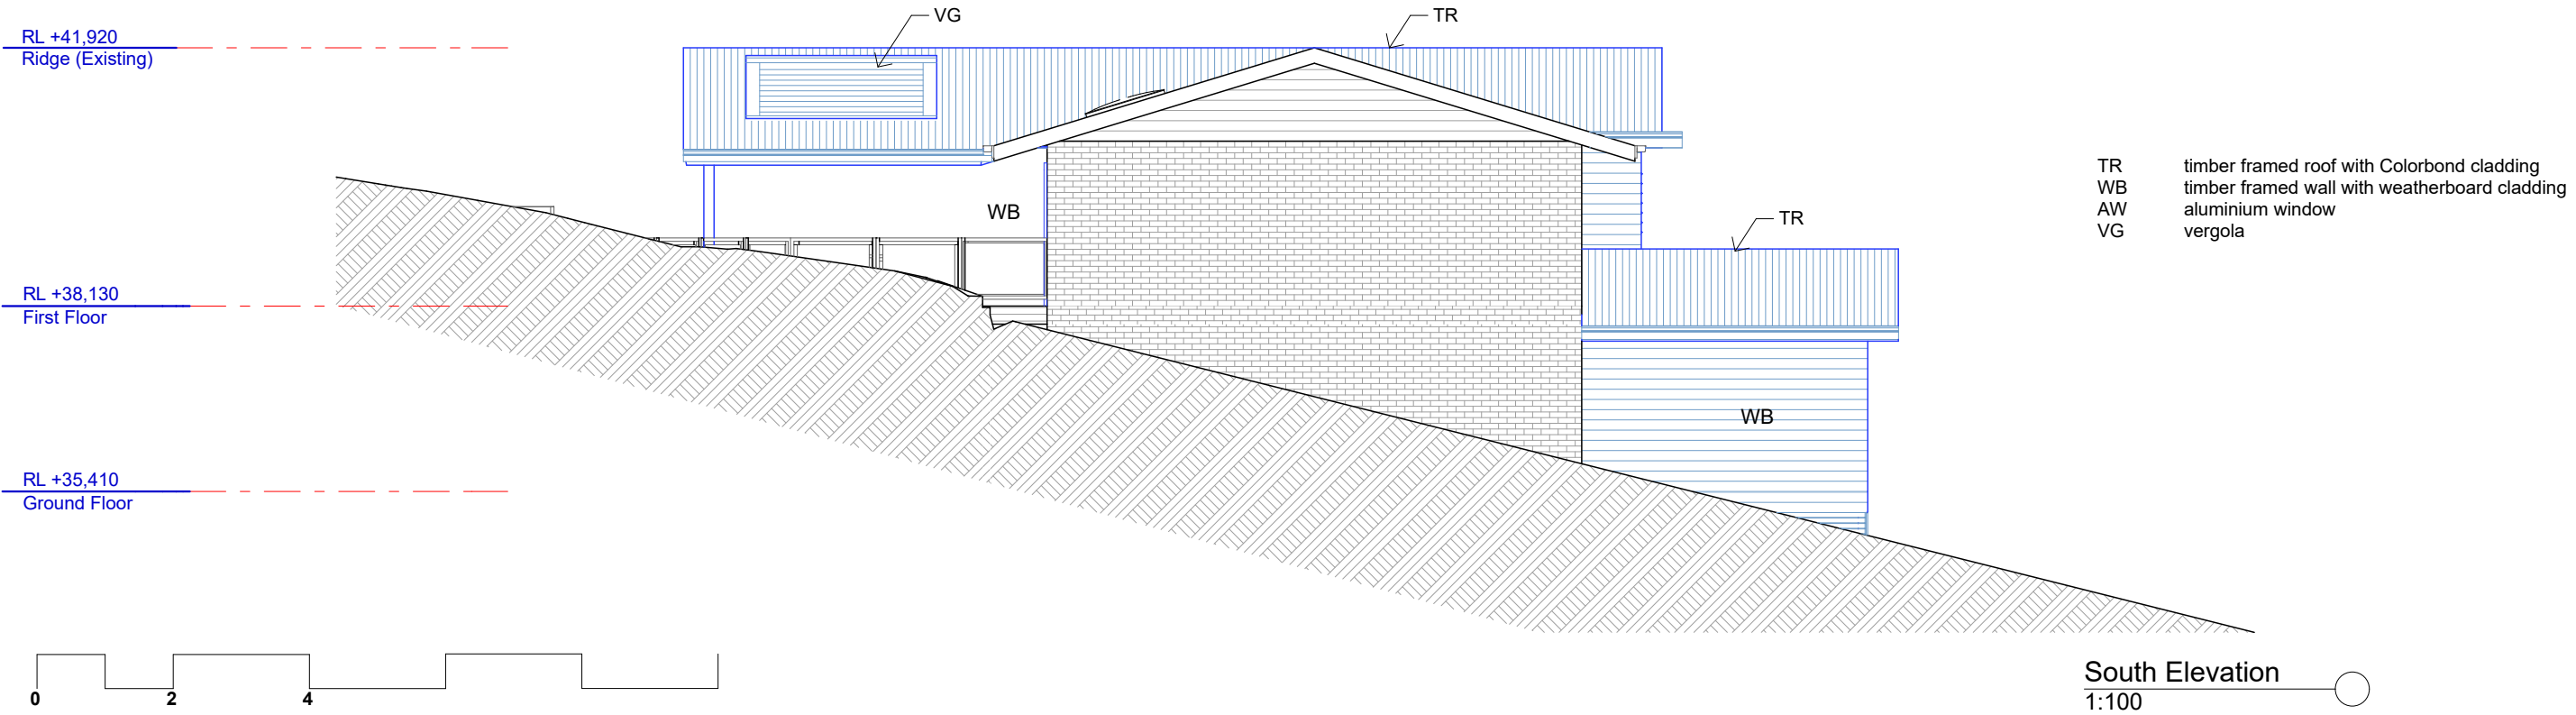 VG
TR
RL +41,920
Ridge (Existing)
TR timber framed roof with Colorbond cladding
WB timber framed wall with weatherboard cladding
AW aluminium window
VG vergola
WB
TR
RL +38,130
First Floor
WB
RL +35,410
Ground Floor
0 2 4
South Elevation
1:100